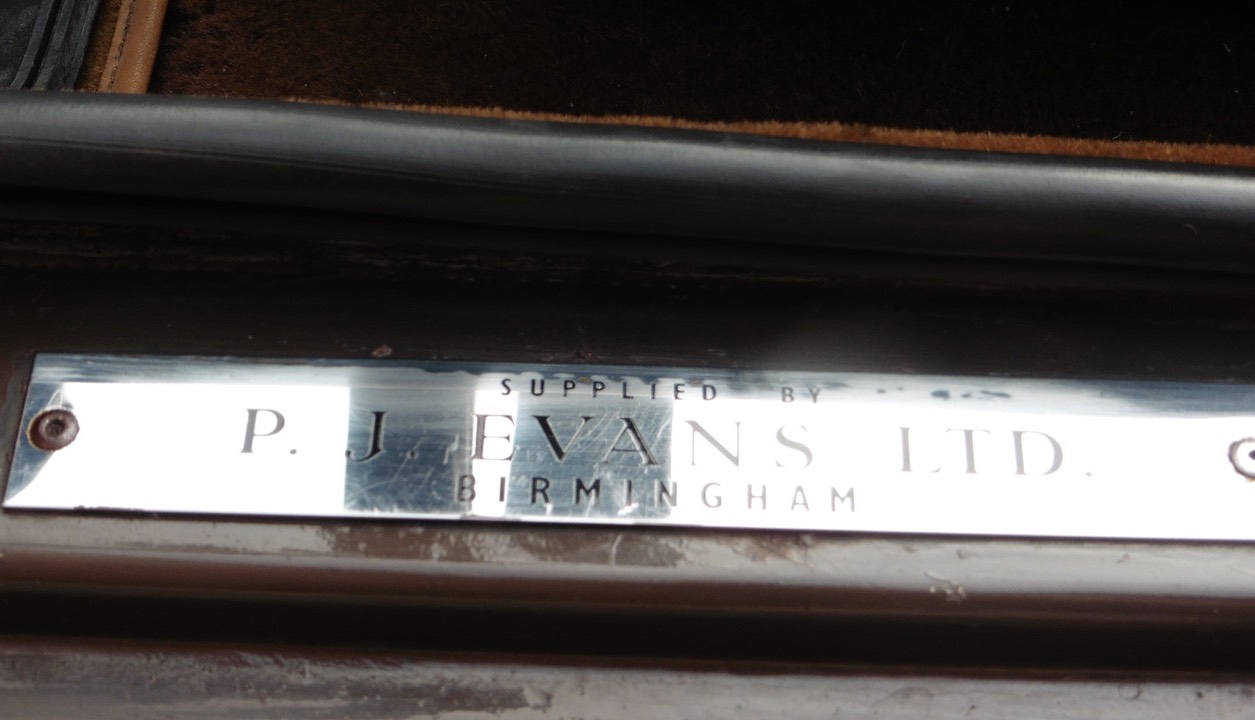 SUPPLIED BY
P. J. EVANS LTD.
BIRMINGHAM